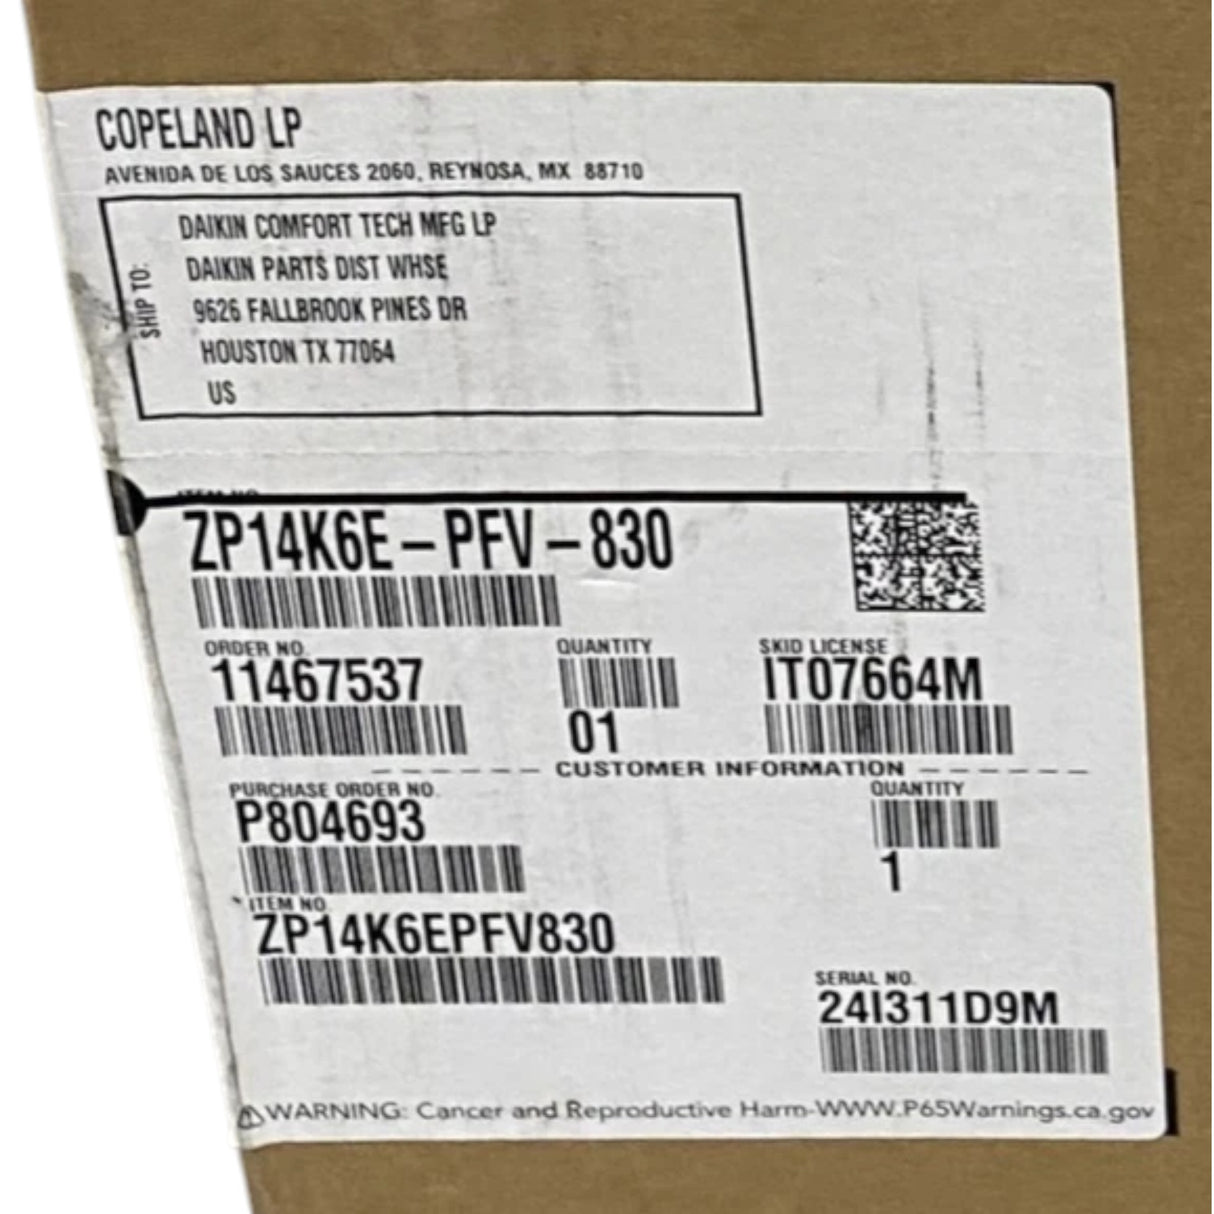 COPELAND LP
AVENIDA DE LOS SAUCES 2060, REYNOSA, MX 88710
SHIP TO:
DAIKIN COMFORT TECH MFG LP
DAIKIN PARTS DIST WHSE
9626 FALLBROOK PINES DR
HOUSTON TX 77064
US
ITEM NO
ZP14K6E-PFV-830
ORDER NO.
11467537
QUANTITY
01
SKID LICENSE
IT07664M
CUSTOMER INFORMATION
PURCHASE ORDER NO.
P804693
QUANTITY
1
ITEM NO.
ZP14K6EPFV830
SERIAL NO.
24I311D9M
WARNING: Cancer and Reproductive Harm-WWW.P65Warnings.ca.gov